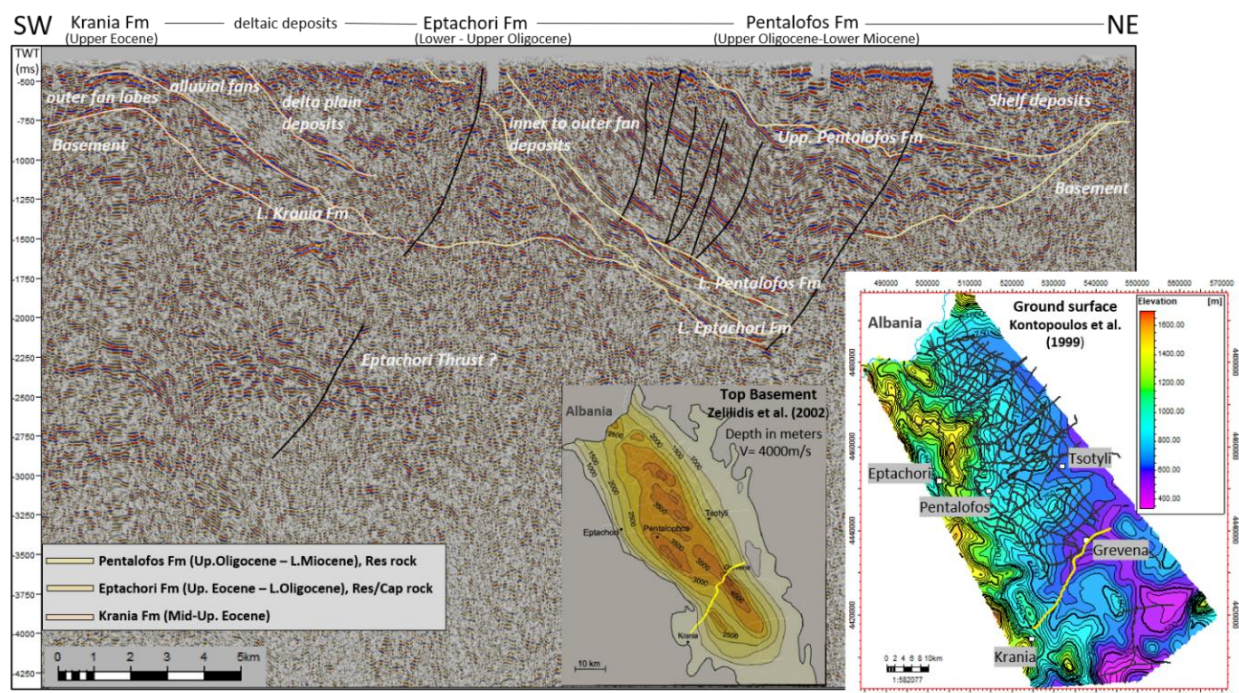 SW Krania Fm deltaic deposits Eptachori Fm Pentalofos Fm NE
(Upper Eocene) (Lower - Upper Oligocene) (Upper Oligocene-Lower Miocene)
TWT
(ms)
-500
-750
-1000
-1250
-1500
-1750
-2000
-2250
-2500
-2750
-3000
-3250
-3500
-3750
-4000
-4250
outer fan lobes
alluvial fans
delta plain
deposits
Basement
L. Krania Fm
inner to outer fan
deposits
Shelf deposits
Upp. Pentalofos Fm
Basement
L. Pentalofos Fm
L. Eptachori Fm
Eptachori Thrust ?
Pentalofos Fm (Up.Oligocene – L.Miocene), Res rock
Eptachori Fm (Up. Eocene – L.Oligocene), Res/Cap rock
Krania Fm (Mid-Up. Eocene)
0 1 2 3 4 5km
Top Basement
Zelilidis et al. (2002)
Depth in meters
V= 4000m/s
Albania
Tsotyli
Eptachori
Pentalophos
Krania
10 km
490000 500000 510000 520000 530000 540000 550000 560000 570000
Ground surface
Kontopoulos et al.
(1999)
Elevation [m]
1600.00
1400.00
1200.00
1000.00
800.00
600.00
400.00
Albania
Tsotyli
Eptachori
Pentalofos
Grevena
Krania
4480000
4460000
4440000
4420000
0 2 4 6 8 10km
1:582077